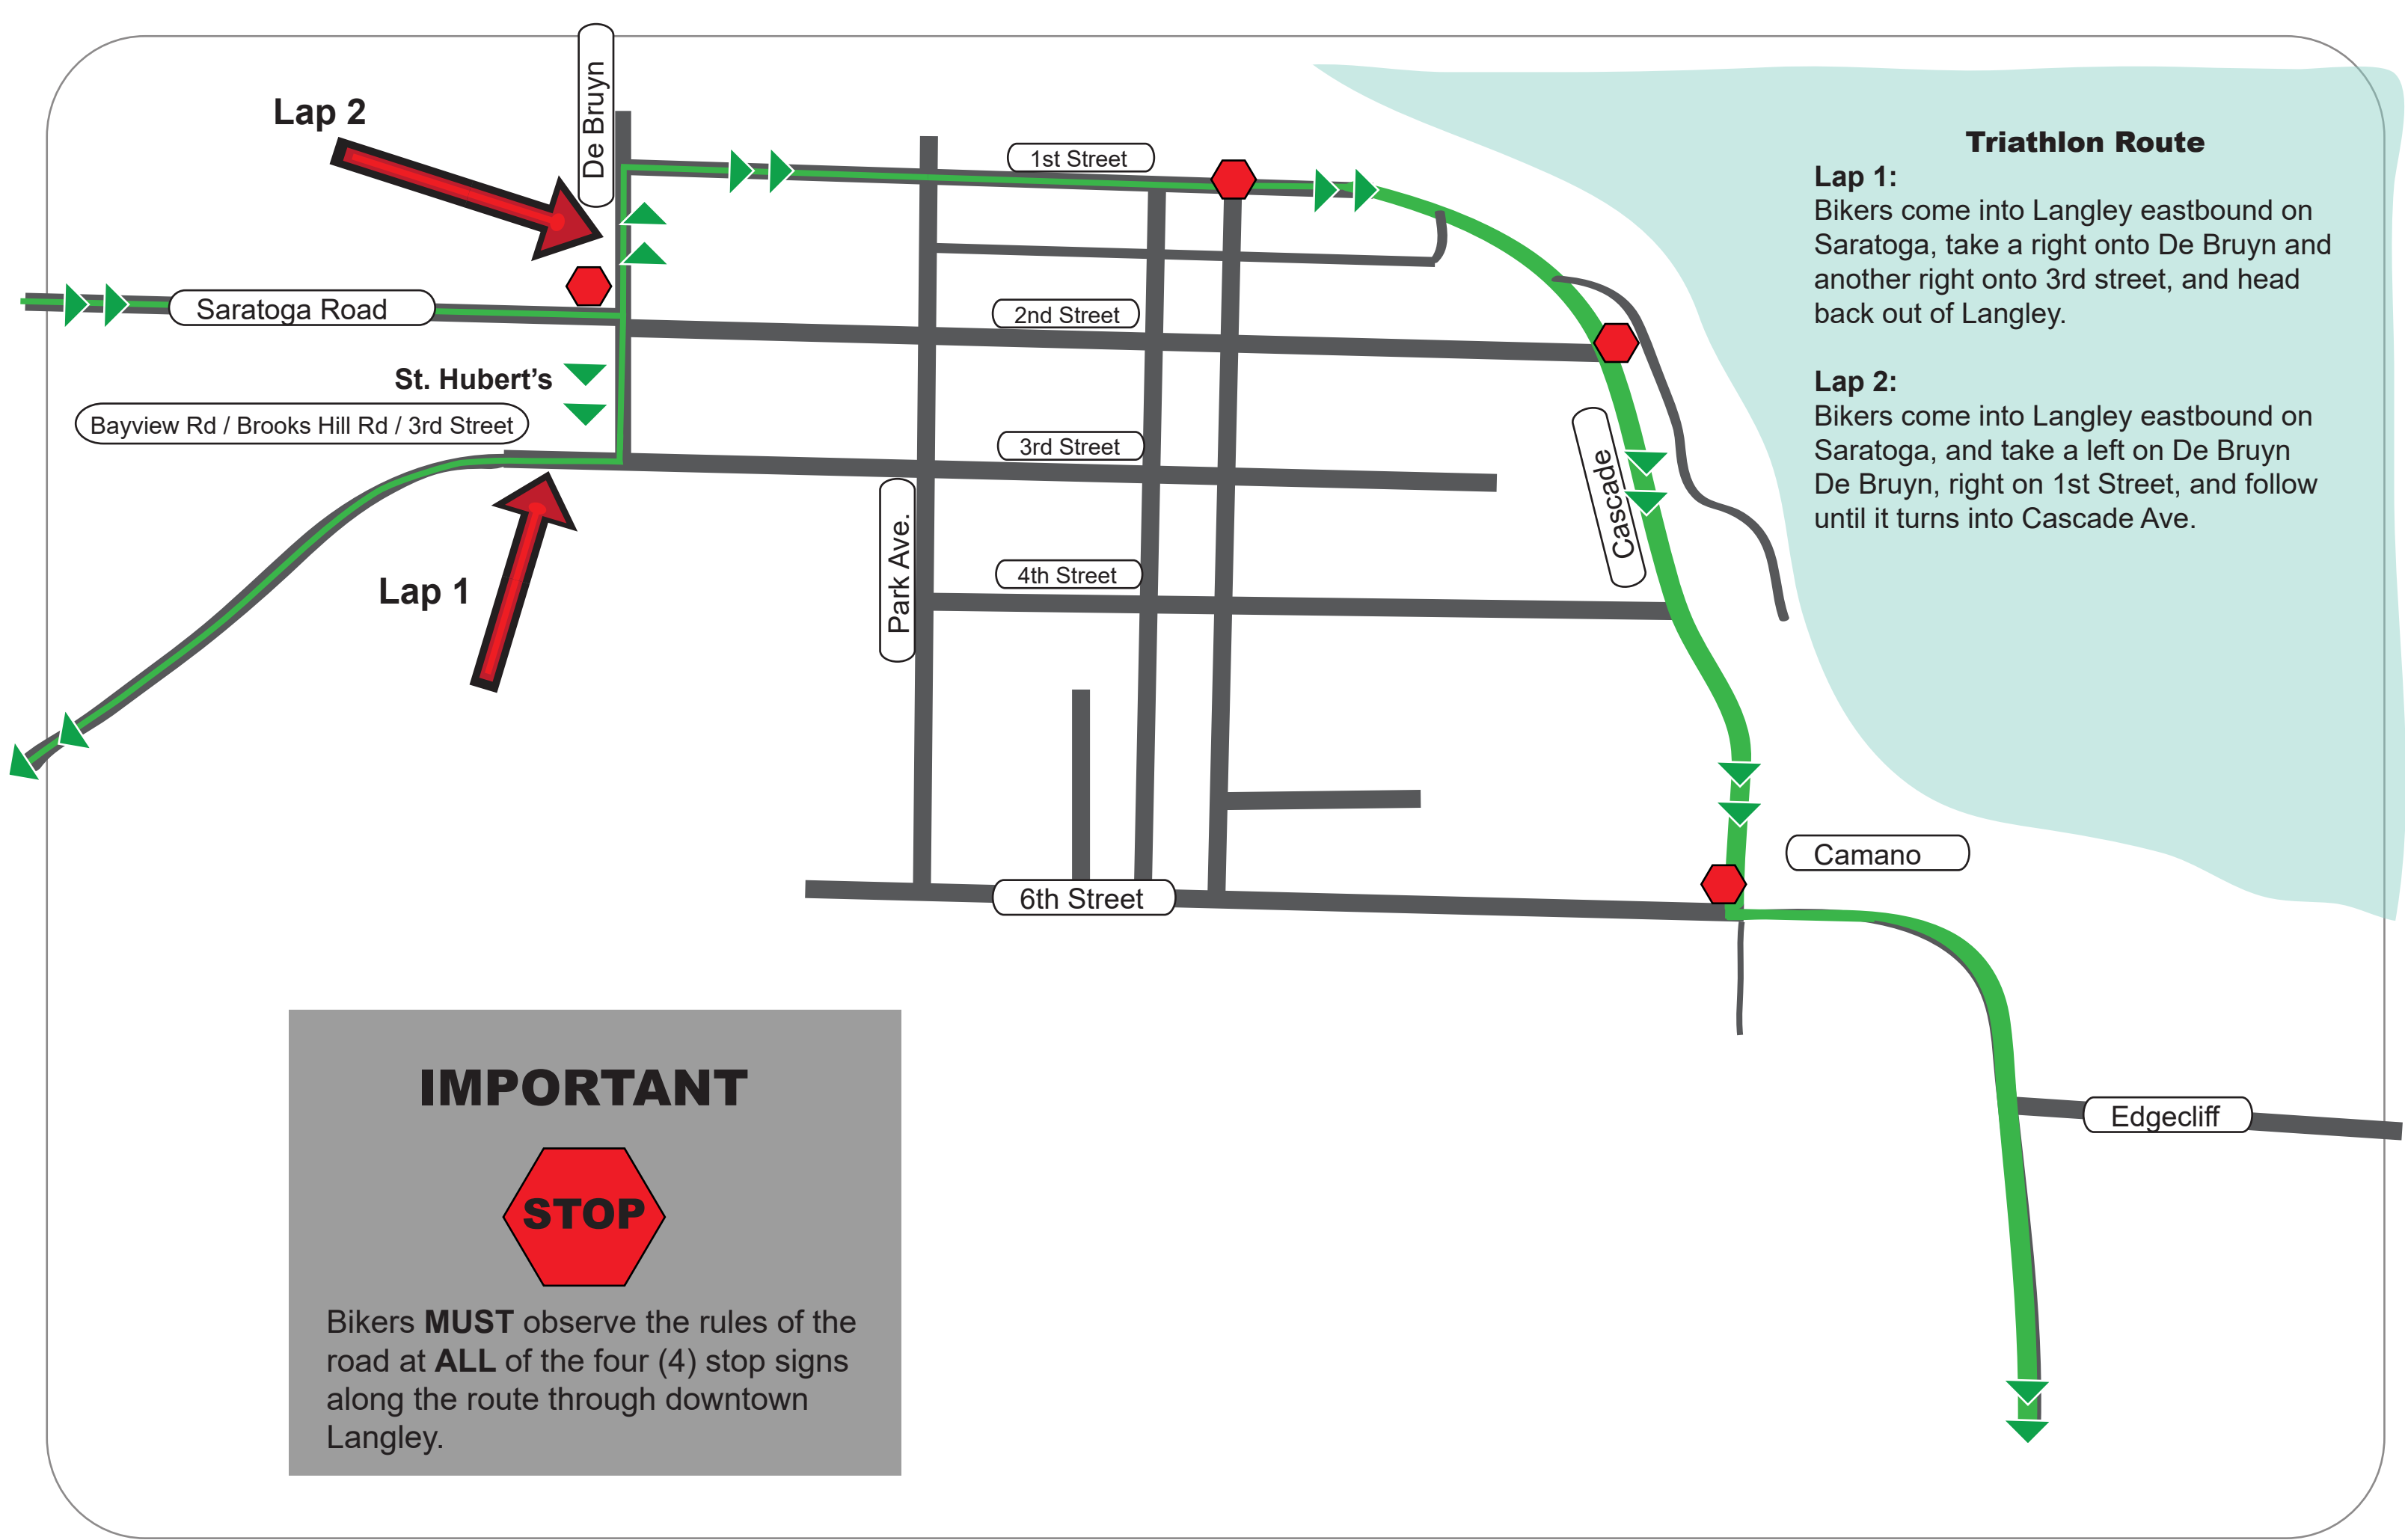 De Bruyn
Lap 2
1st Street
Triathlon Route
Lap 1:
Bikers come into Langley eastbound on
Saratoga, take a right onto De Bruyn and
another right onto 3rd street, and head
back out of Langley.
Lap 2:
Bikers come into Langley eastbound on
Saratoga, and take a left on De Bruyn
De Bruyn, right on 1st Street, and follow
until it turns into Cascade Ave.
Saratoga Road
2nd Street
St. Hubert’s
Bayview Rd / Brooks Hill Rd / 3rd Street
3rd Street
Cascade
Park Ave.
4th Street
Lap 1
Camano
6th Street
Edgecliff
IMPORTANT
STOP
Bikers MUST observe the rules of the
road at ALL of the four (4) stop signs
along the route through downtown
Langley.